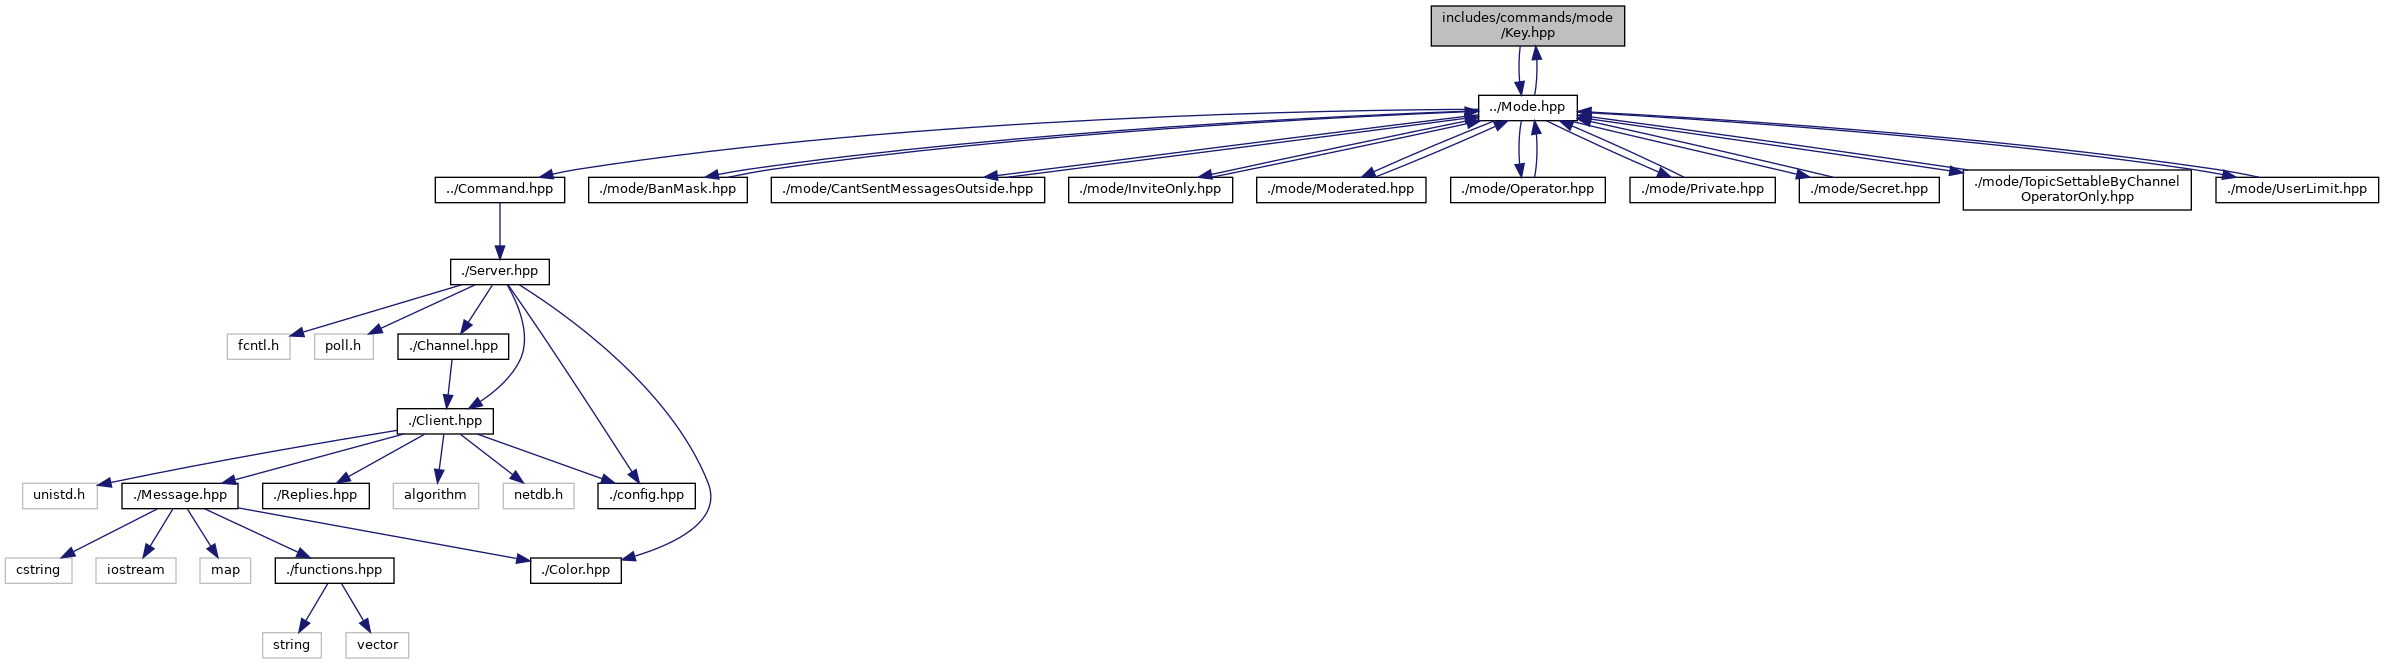 includes/commands/mode
/Key.hpp
../Mode.hpp
../Command.hpp
./mode/BanMask.hpp
./mode/CantSentMessagesOutside.hpp
./mode/InviteOnly.hpp
./mode/Moderated.hpp
./mode/Operator.hpp
./mode/Private.hpp
./mode/Secret.hpp
./mode/TopicSettableByChannel
OperatorOnly.hpp
./mode/UserLimit.hpp
./Server.hpp
fcntl.h
poll.h
./Channel.hpp
./Client.hpp
unistd.h
./Message.hpp
./Replies.hpp
algorithm
netdb.h
./config.hpp
cstring
iostream
map
./functions.hpp
./Color.hpp
string
vector